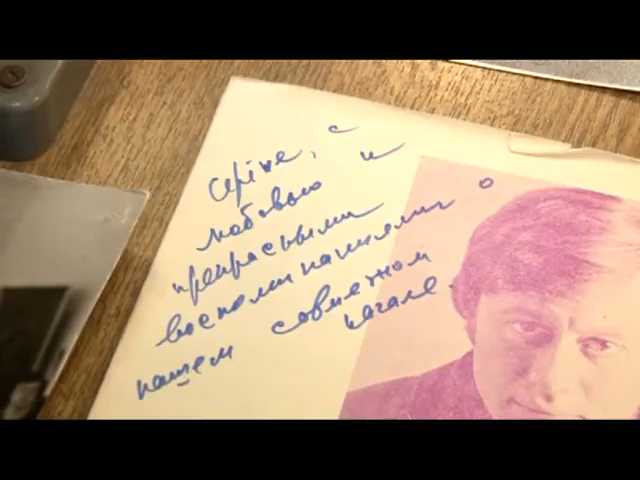 Серёже, с
любовью и
прекрасными
воспоминаниями о
нашем совместном
начале.